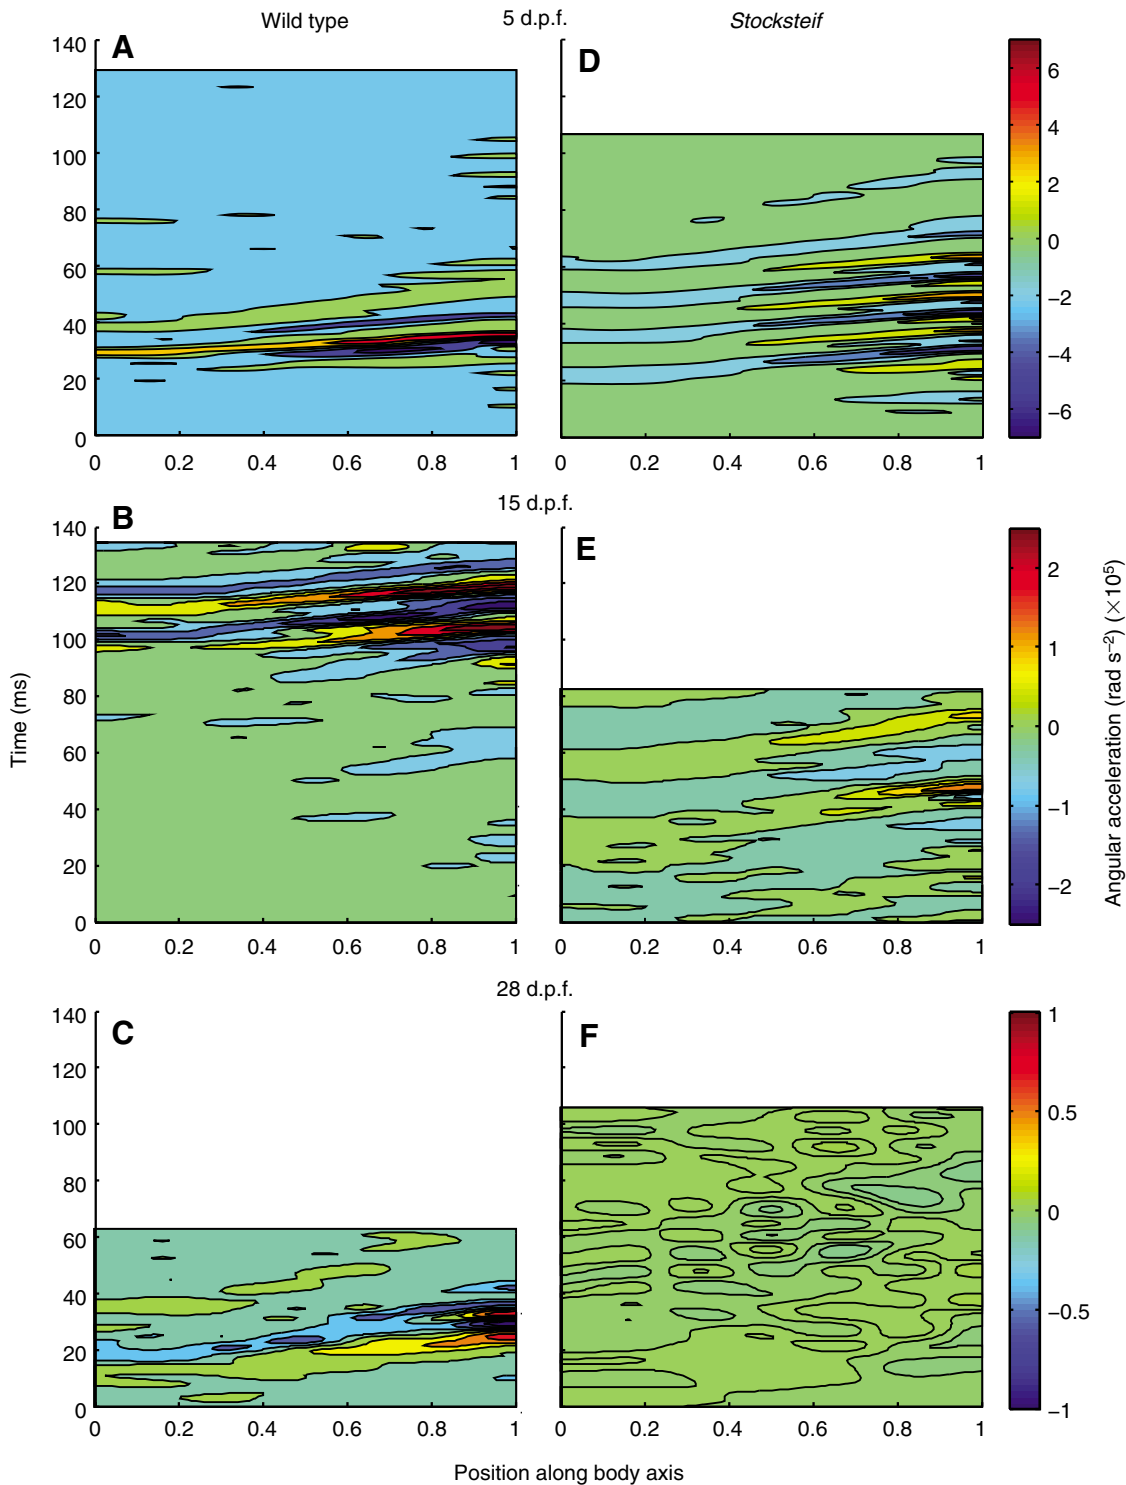 Wild type
5 d.p.f.
Stocksteif
A
D
140
120
100
80
60
40
20
0
0 0.2 0.4 0.6 0.8 1
0 0.2 0.4 0.6 0.8 1
6
4
2
0
−2
−4
−6
15 d.p.f.
B
E
140
120
100
80
60
40
20
0
0 0.2 0.4 0.6 0.8 1
0 0.2 0.4 0.6 0.8 1
2
1
0
−1
−2
Time (ms)
Angular acceleration (rad s−2) (×105)
28 d.p.f.
C
F
140
120
100
80
60
40
20
0
0 0.2 0.4 0.6 0.8 1
0 0.2 0.4 0.6 0.8 1
1
0.5
0
−0.5
−1
Position along body axis